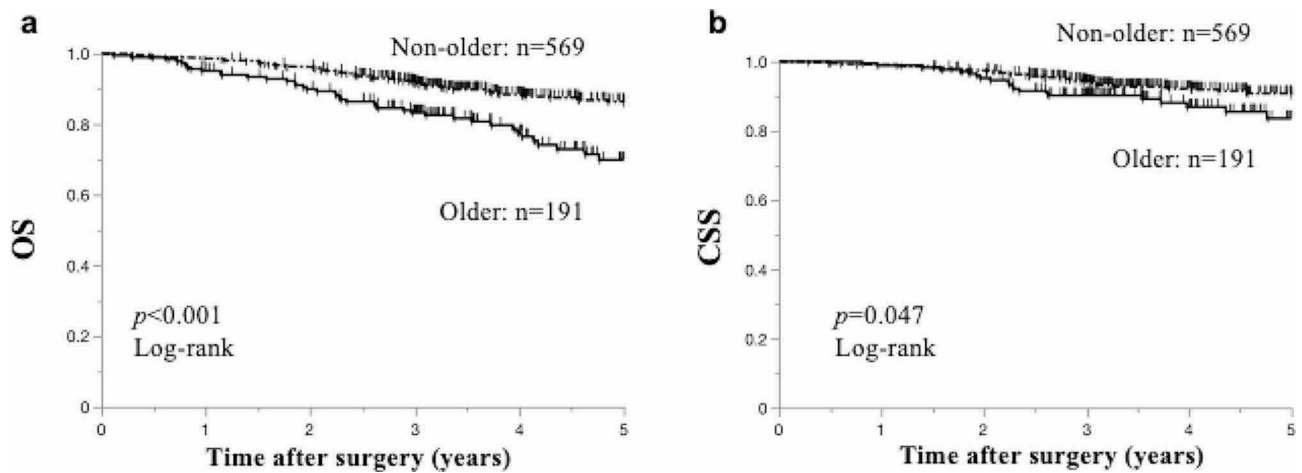 a
Non-older: n=569
1.0
0.8
0.6
0.4
0.2
0
OS
Older: n=191
p<0.001
Log-rank
0 1 2 3 4 5
Time after surgery (years)
b
Non-older: n=569
1.0
0.8
0.6
0.4
0.2
0
CSS
Older: n=191
p=0.047
Log-rank
0 1 2 3 4 5
Time after surgery (years)